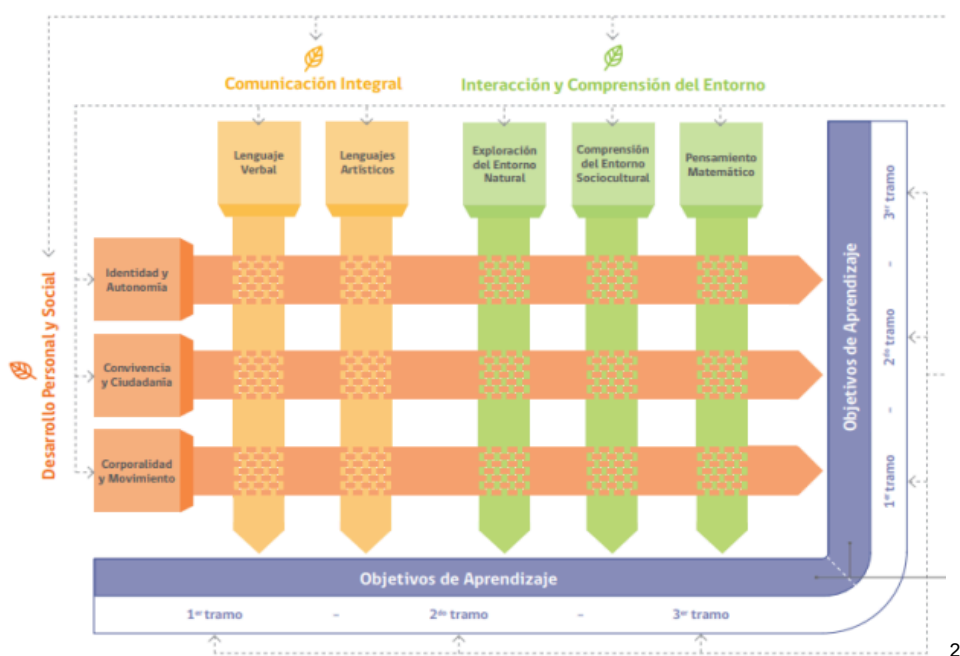 Comunicación Integral
Interacción y Comprensión del Entorno
Lenguaje
Verbal
Lenguajes
Artísticos
Exploración
del Entorno
Natural
Comprensión
del Entorno
Sociocultural
Pensamiento
Matemático
Desarrollo Personal y Social
Identidad y
Autonomía
Convivencia
y Ciudadanía
Corporalidad
y Movimiento
Objetivos de Aprendizaje
1er tramo – 2do tramo – 3er tramo
Objetivos de Aprendizaje
1er tramo – 2do tramo – 3er tramo
2